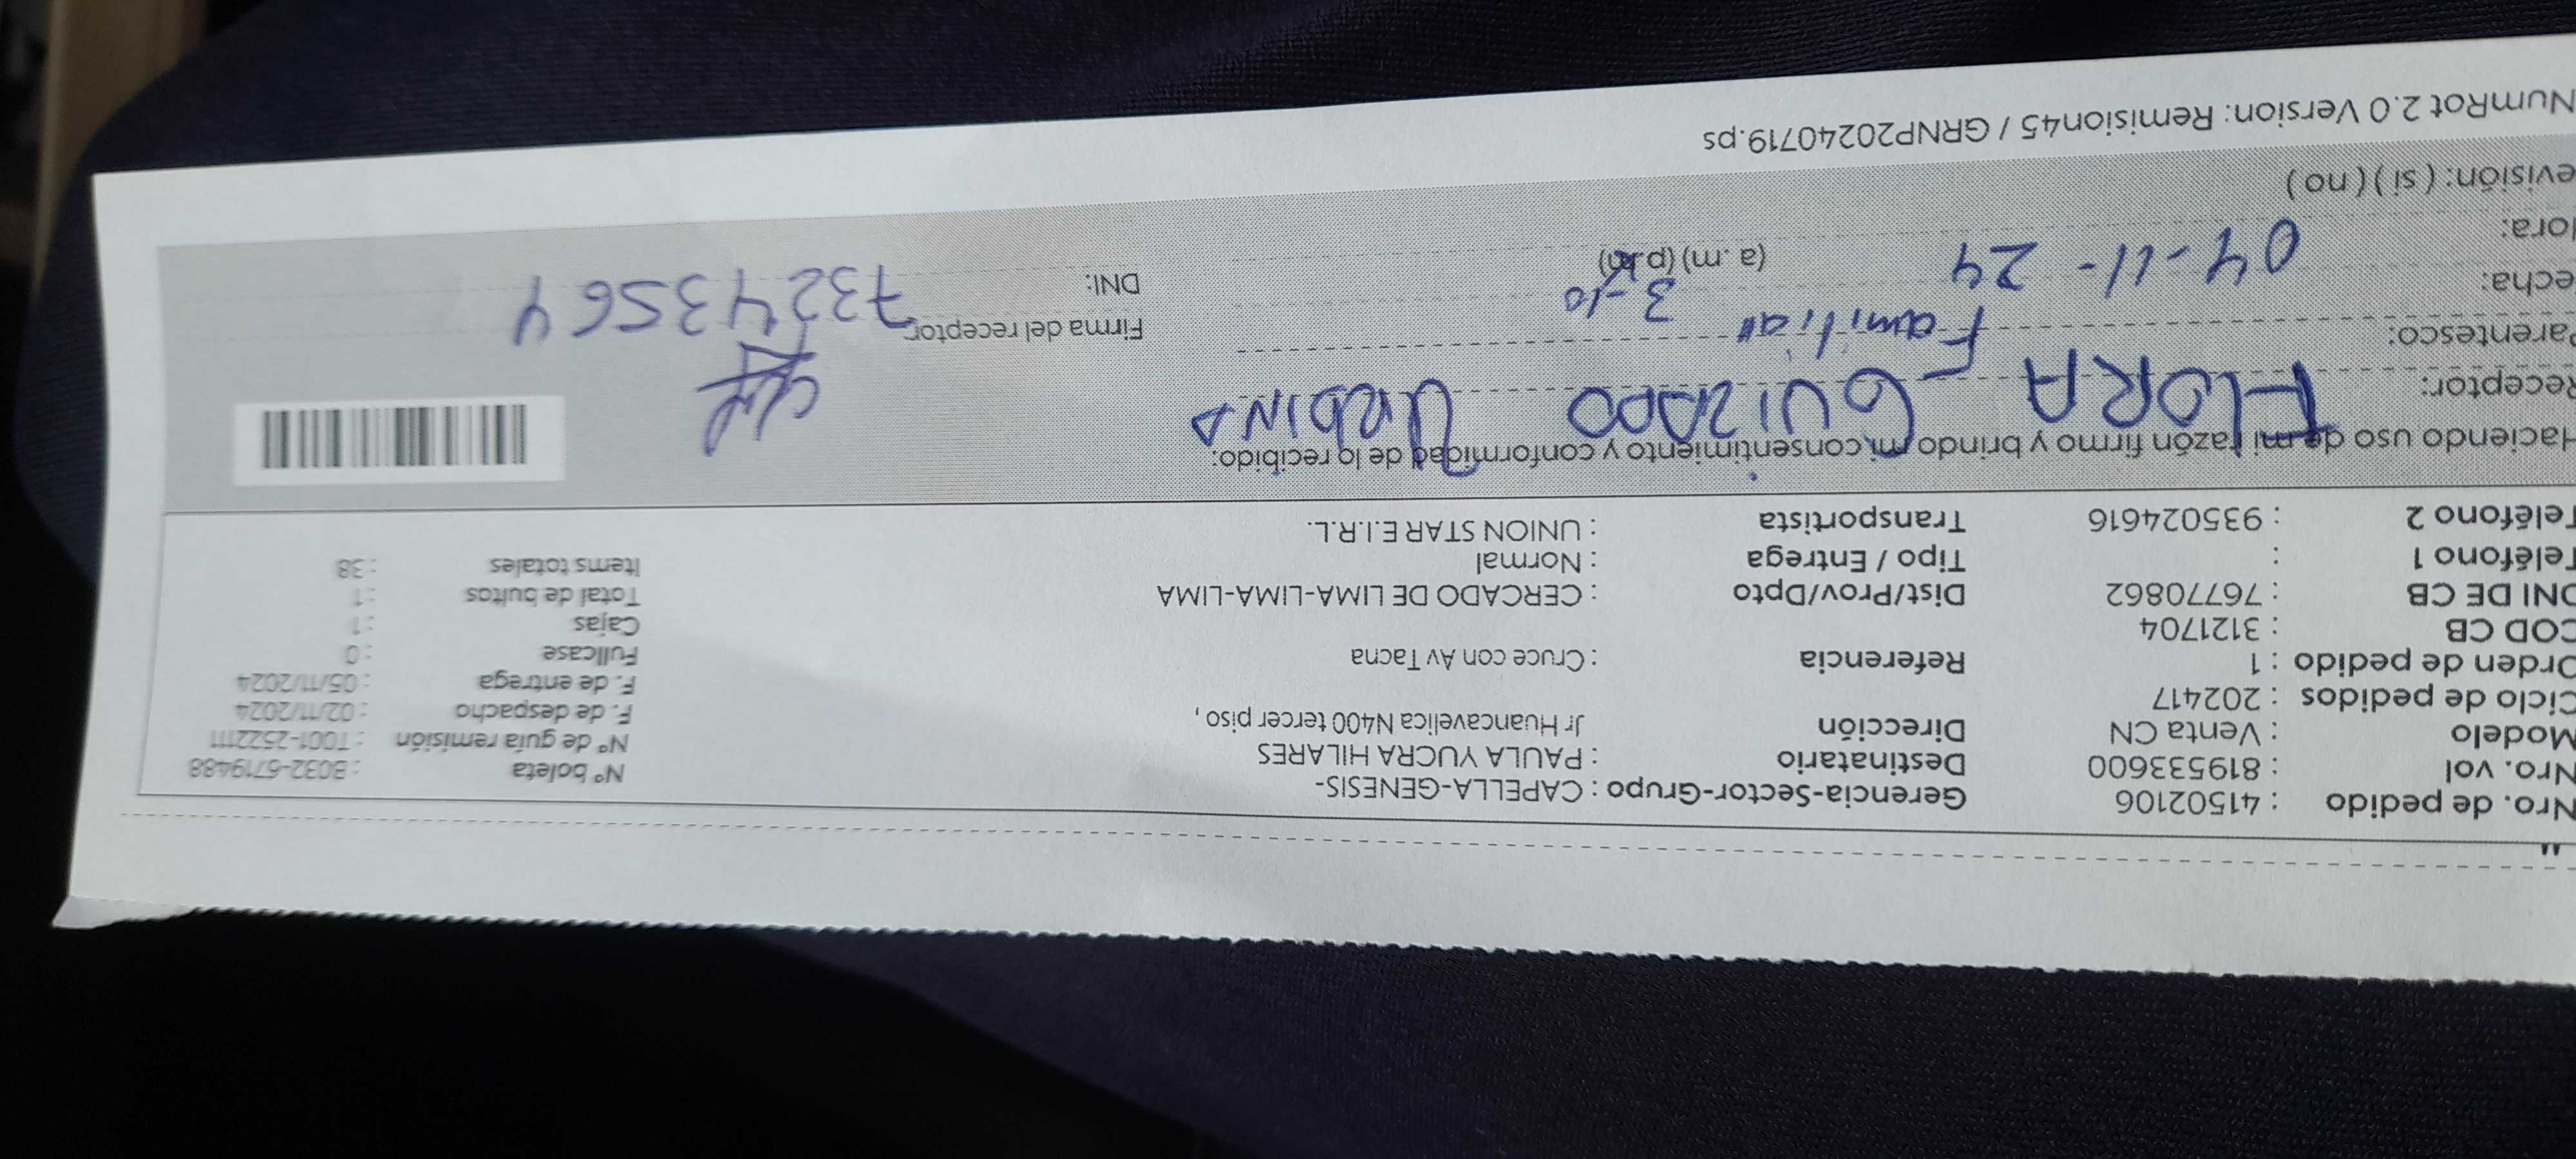 "
Nro. de pedido : 41502106 Gerencia-Sector-Grupo : CAPELLA-GENESIS- N° boleta : B032-6719488
Nro. vol : 819533600 Destinatario : PAULA YUCRA HILARES N° de guía remisión : T001-2522111
Modelo : Venta CN Dirección Jr Huancavelica N400 tercer piso , F. de despacho : 02/11/2024
Ciclo de pedidos : 202417 F. de entrega : 05/11/2024
Orden de pedido : 1 Referencia : Cruce con Av Tacna Fullcase : 0
COD CB : 3121704 Cajas : 1
DNI DE CB : 76770862 Dist/Prov/Dpto : CERCADO DE LIMA-LIMA-LIMA Total de bultos : 1
Teléfono 1 : Tipo / Entrega : Normal Items totales : 38
Teléfono 2 : 935024616 Transportista : UNION STAR E.I.R.L.
Haciendo uso de mi razón firmo y brindo mi consentimiento y conformidad de lo recibido:
Receptor: FLORA GUIZADO URBINA
Parentesco: Familiar Firma del receptor
echa: 04-11-24 3-10 DNI: 73243564
lora: (a .m) (p.m)
evisión: ( si ) ( no )
NumRot 2.0 Version: Remision45 / GRNP20240719.ps